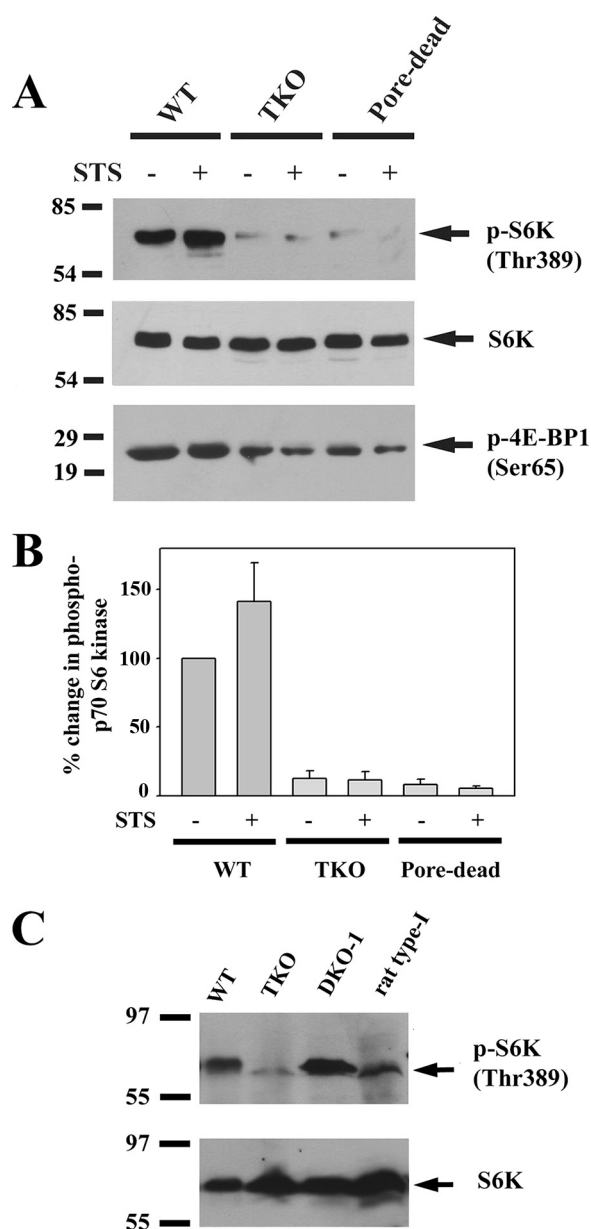 A
WT TKO Pore-dead
STS - + - + - +
85
54
p-S6K
(Thr389)
85
54
S6K
29
19
p-4E-BP1
(Ser65)
B
% change in phospho-
p70 S6 kinase
150
100
50
0
STS - + - + - +
WT TKO Pore-dead
C
WT TKO DKO-1 rat type-I
97
55
p-S6K
(Thr389)
97
55
S6K